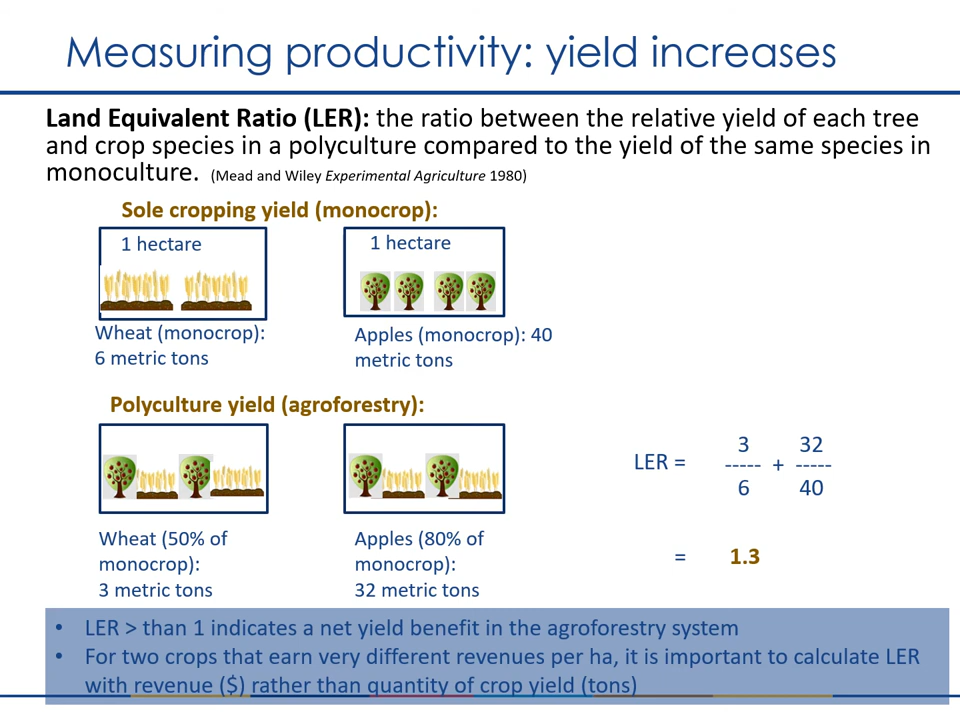 Measuring productivity: yield increases
Land Equivalent Ratio (LER): the ratio between the relative yield of each tree
and crop species in a polyculture compared to the yield of the same species in
monoculture. (Mead and Wiley Experimental Agriculture 1980)
Sole cropping yield (monocrop):
1 hectare
Wheat (monocrop):
6 metric tons
1 hectare
Apples (monocrop): 40
metric tons
Polyculture yield (agroforestry):
Wheat (50% of
monocrop):
3 metric tons
Apples (80% of
monocrop):
32 metric tons
3 32
LER = ----- + -----
6 40
= 1.3
• LER > than 1 indicates a net yield benefit in the agroforestry system
• For two crops that earn very different revenues per ha, it is important to calculate LER
with revenue ($) rather than quantity of crop yield (tons)